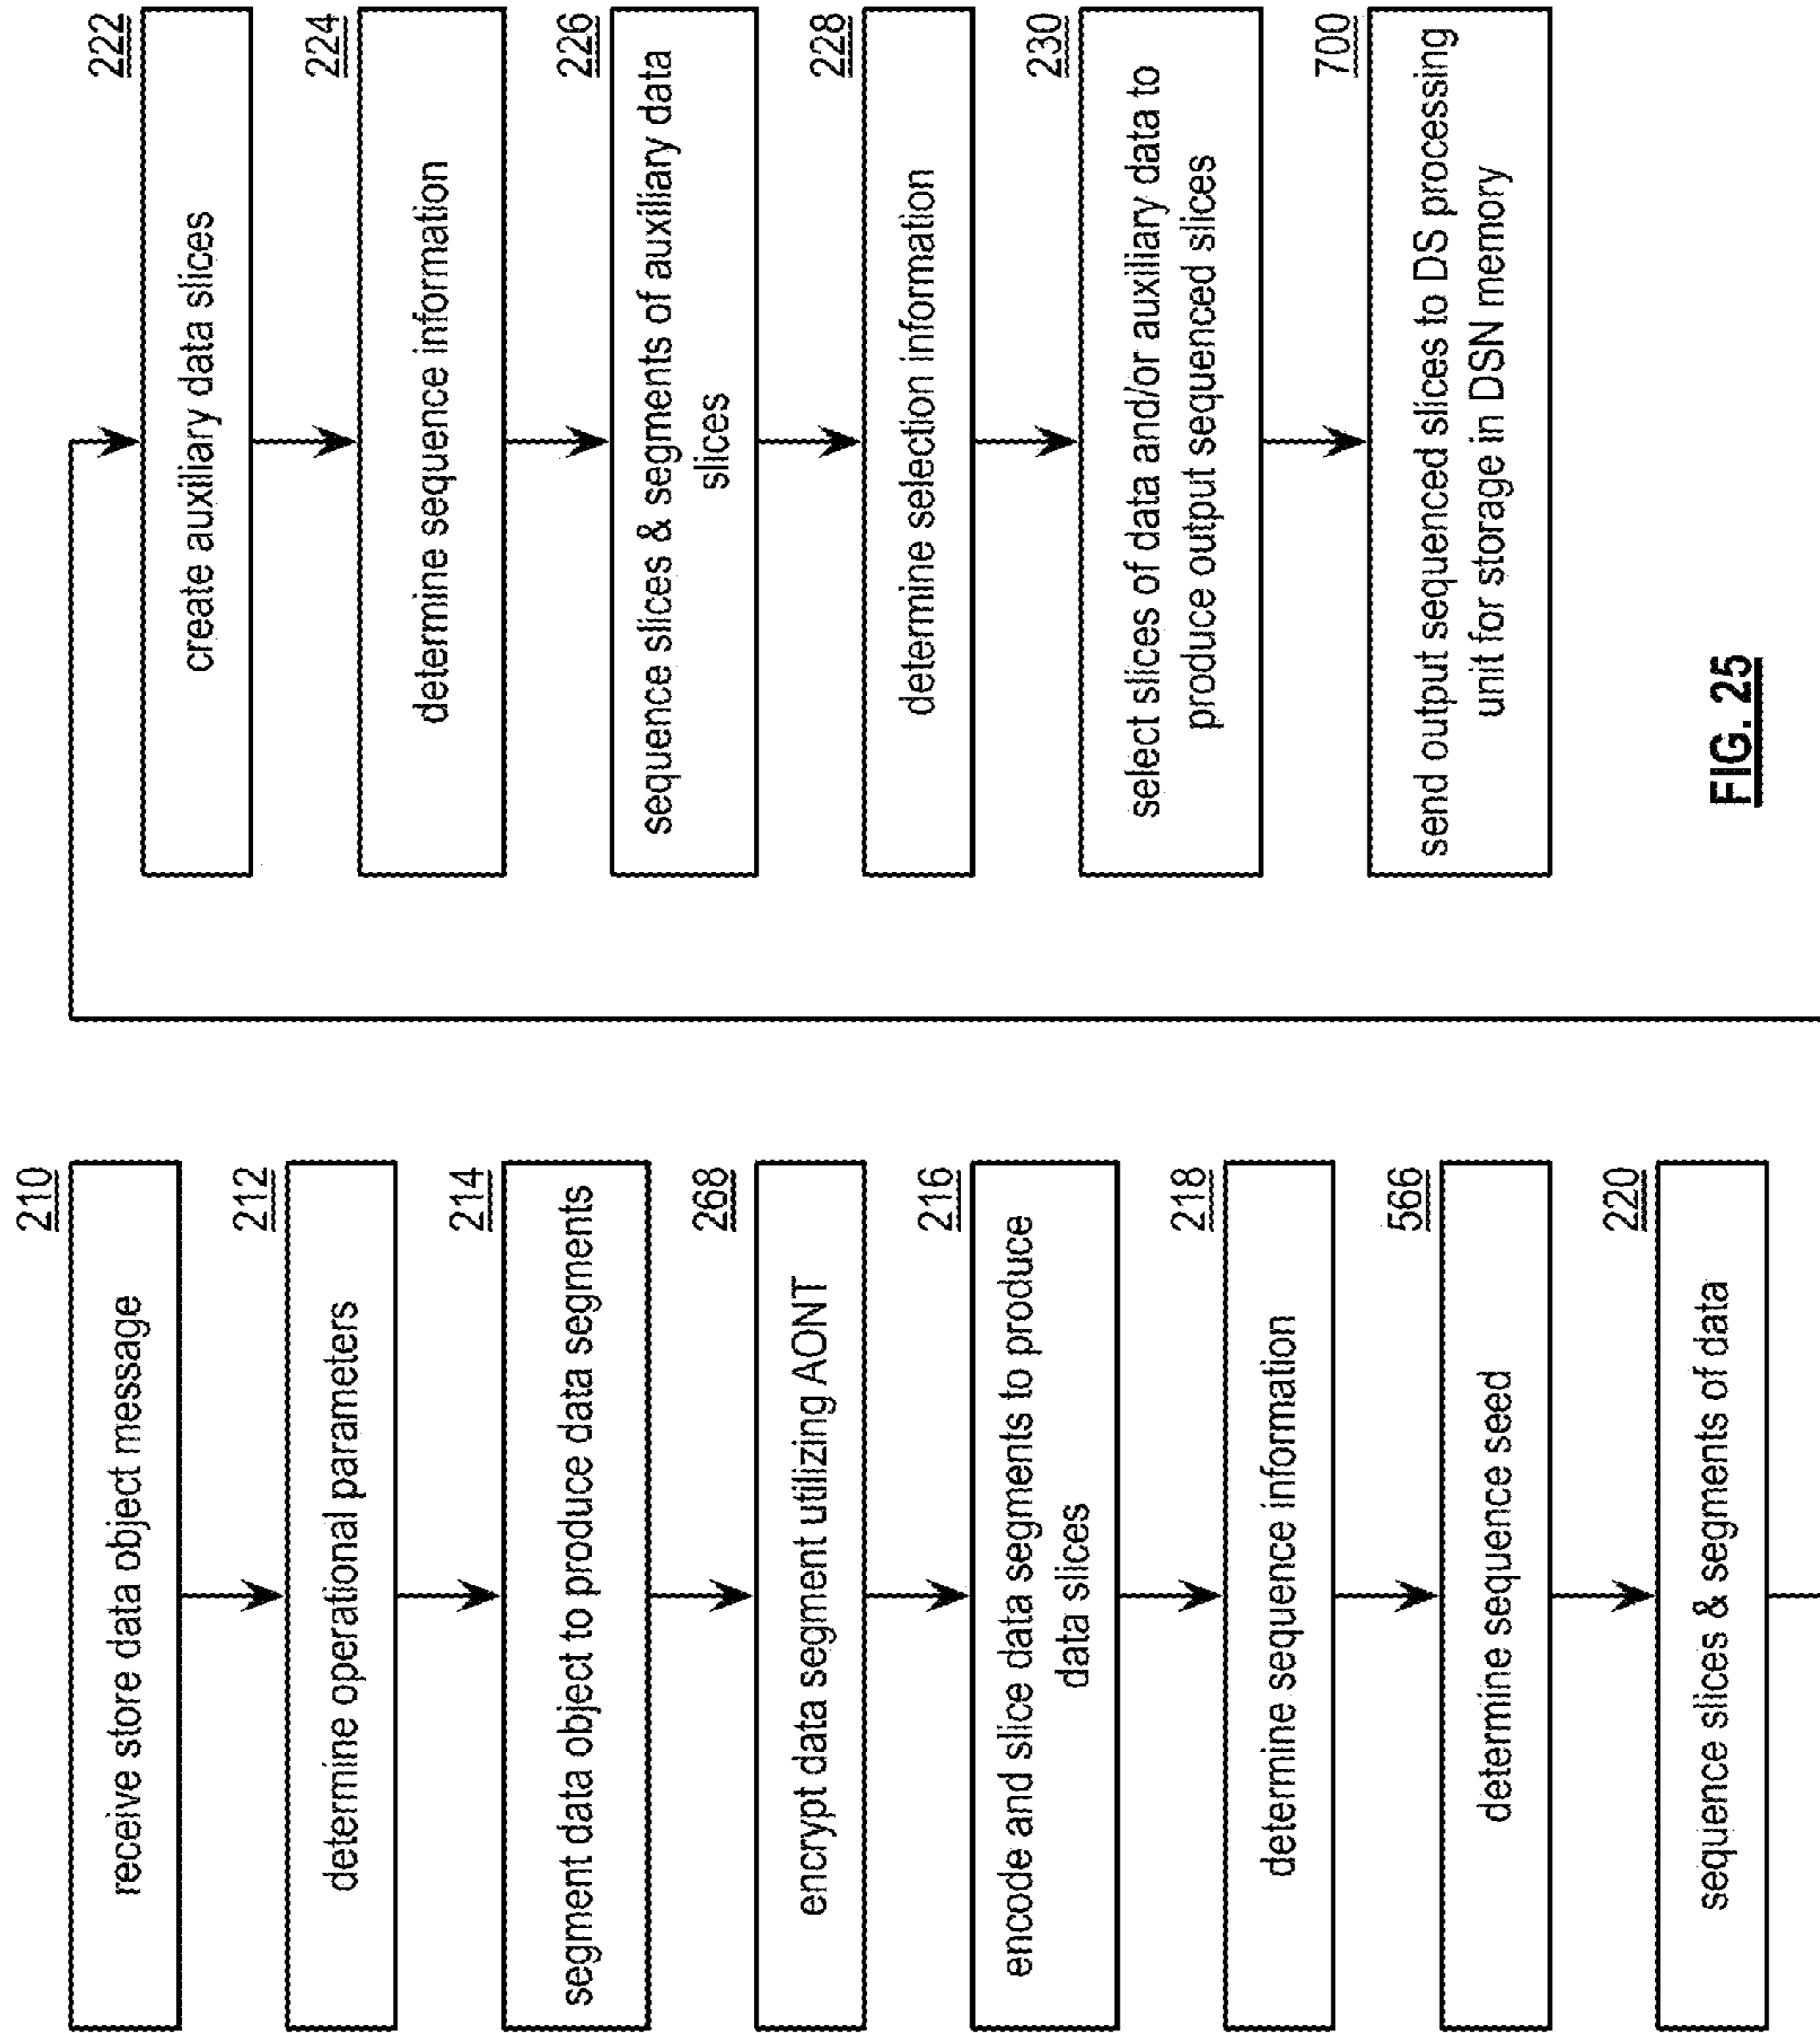 210
receive store data object message
212
determine operational parameters
214
segment data object to produce data segments
268
encrypt data segment utilizing AONT
216
encode and slice data segments to produce
data slices
218
determine sequence information
566
determine sequence seed
220
sequence slices & segments of data
222
create auxiliary data slices
224
determine sequence information
226
sequence slices & segments of auxiliary data
slices
228
determine selection information
230
select slices of data and/or auxiliary data to
produce output sequenced slices
700
send output sequenced slices to DS processing
unit for storage in DSN memory
FIG. 25